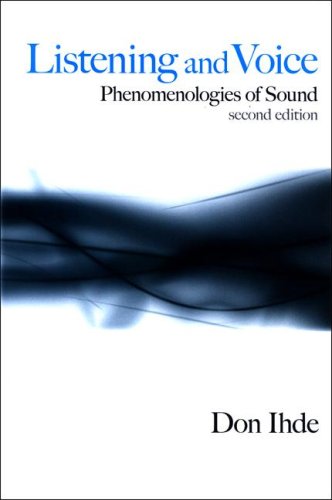 Listening and Voice
Phenomenologies of Sound
second edition
Don Ihde